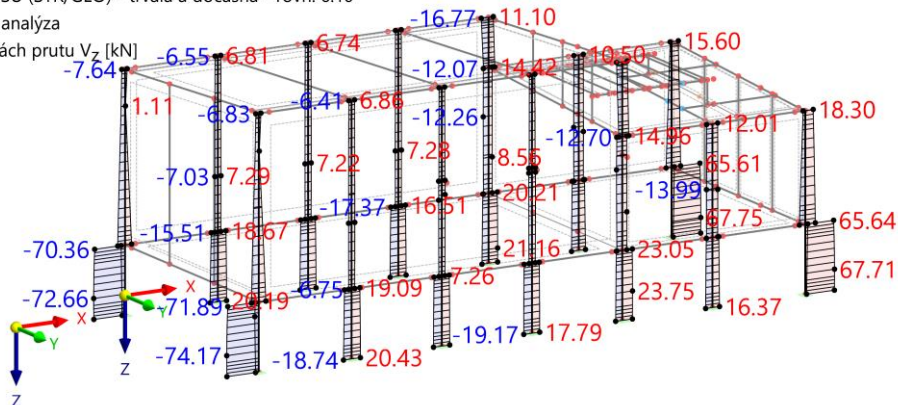 analýza
ách prutu Vz [kN]
-16.77 11.10
-7.64 -6.55 6.81 6.74 -12.07 14.42 10.50 15.60
1.11 -6.83 -6.41 6.86 -12.26 -12.70 14.96 12.01 18.30
-7.03 7.29 7.22 7.28 8.56 65.61
-13.99
-17.37 16.51 20.21 67.75
-70.36 -15.51 18.67 21.16 23.05 65.64
-72.66 -71.89 20.19 -6.75 19.09 7.26 23.75 67.71
X X
Y Y
-74.17 -18.74 20.43 -19.17 17.79 16.37
Z
Z